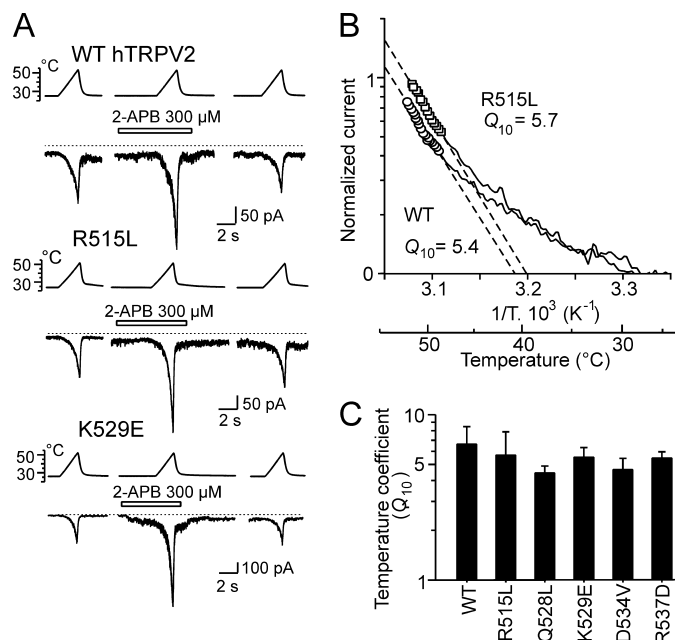 A
WT hTRPV2
°C
50
30
2-APB 300 µM
50 pA
2 s
R515L
°C
50
30
2-APB 300 µM
50 pA
2 s
K529E
°C
50
30
2-APB 300 µM
100 pA
2 s
B
Normalized current
1
0
R515L
Q10 = 5.7
WT
Q10 = 5.4
3.1 3.2 3.3
1/T. 10³ (K⁻¹)
50 40 30
Temperature (°C)
C
Temperature coefficient
(Q10)
10
5
1
WT
R515L
Q528L
K529E
D534V
R537D